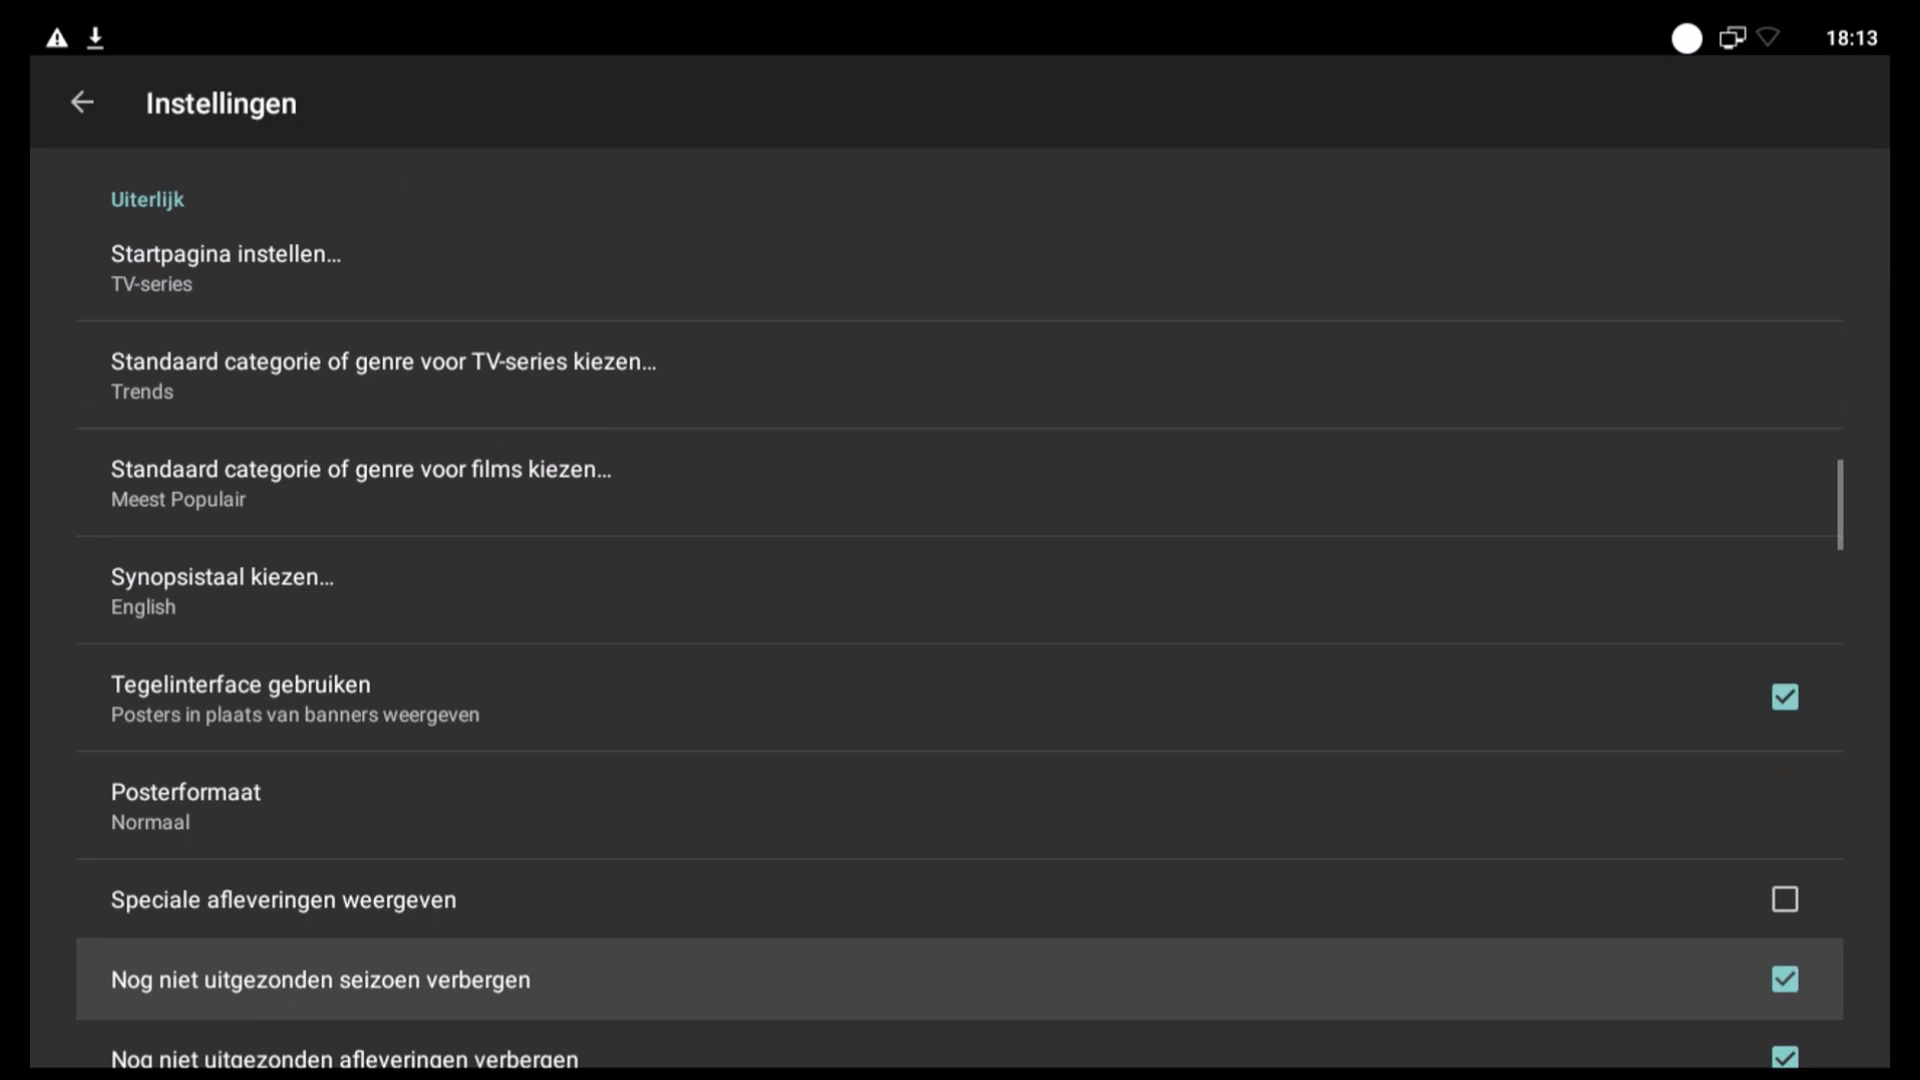 18:13
Instellingen
Uiterlijk
Startpagina instellen...
TV-series
Standaard categorie of genre voor TV-series kiezen...
Trends
Standaard categorie of genre voor films kiezen...
Meest Populair
Synopsistaal kiezen...
English
Tegelinterface gebruiken
Posters in plaats van banners weergeven
Posterformaat
Normaal
Speciale afleveringen weergeven
Nog niet uitgezonden seizoen verbergen
Nog niet uitgezonden afleveringen verbergen